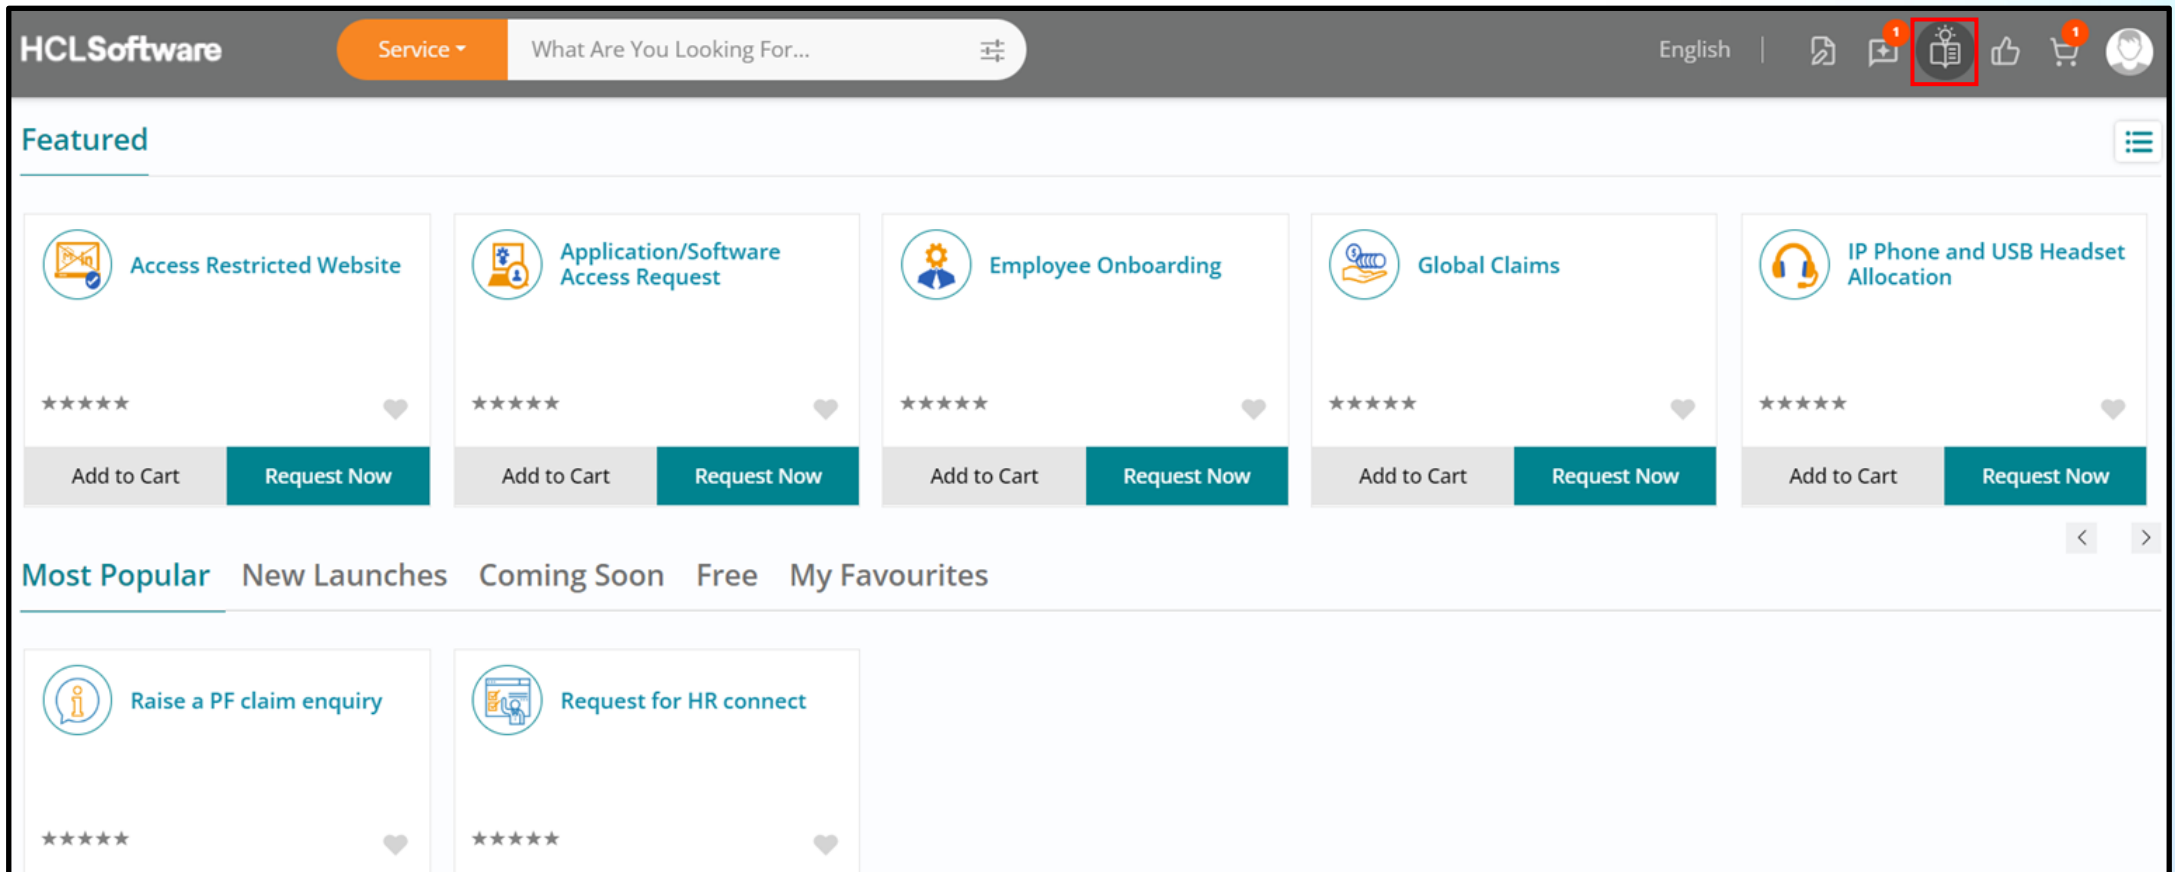 HCLSoftware
Service
What Are You Looking For...
English
1
1
Featured
Access Restricted Website
Application/Software
Access Request
Employee Onboarding
Global Claims
IP Phone and USB Headset
Allocation
Add to Cart
Request Now
Add to Cart
Request Now
Add to Cart
Request Now
Add to Cart
Request Now
Add to Cart
Request Now
Most Popular
New Launches
Coming Soon
Free
My Favourites
Raise a PF claim enquiry
Request for HR connect